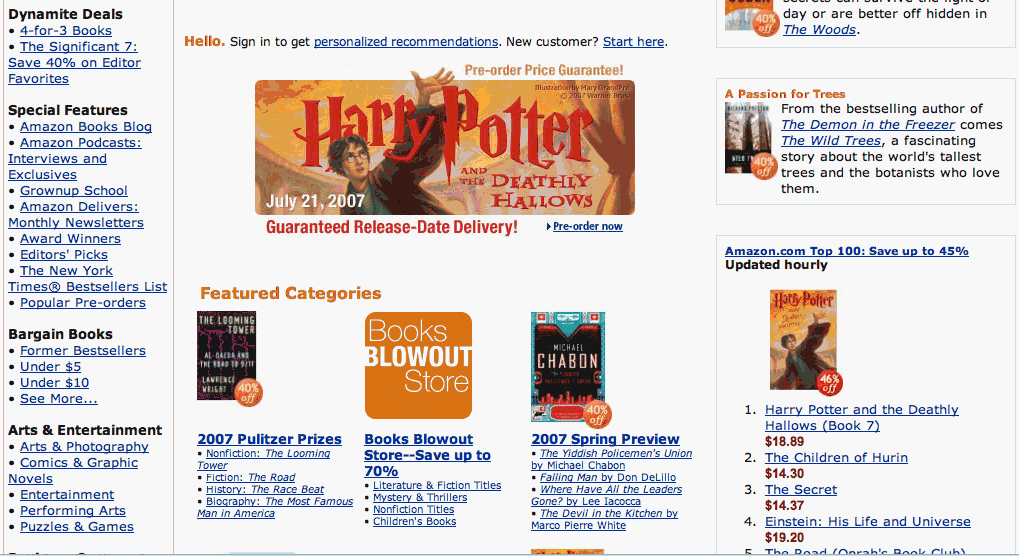 Dynamite Deals
• 4-for-3 Books
• The Significant 7:
Save 40% on Editor
Favorites
Special Features
• Amazon Books Blog
• Amazon Podcasts:
Interviews and
Exclusives
• Grownup School
• Amazon Delivers:
Monthly Newsletters
• Award Winners
• Editors' Picks
• The New York
Times® Bestsellers List
• Popular Pre-orders
Bargain Books
• Former Bestsellers
• Under $5
• Under $10
• See More...
Arts & Entertainment
• Arts & Photography
• Comics & Graphic
Novels
• Entertainment
• Performing Arts
• Puzzles & Games
Hello. Sign in to get personalized recommendations. New customer? Start here.
Pre-order Price Guarantee!
Illustration by Mary GrandPré
© 2007 Warner Bros.
Harry Potter
AND THE DEATHLY
HALLOWS
July 21, 2007
Guaranteed Release-Date Delivery!
Pre-order now
Featured Categories
THE LOOMING
TOWER
AL-QAEDA AND
THE ROAD TO 9/11
LAWRENCE
WRIGHT
40%
off
2007 Pulitzer Prizes
• Nonfiction: The Looming
Tower
• Fiction: The Road
• History: The Race Beat
• Biography: The Most Famous
Man in America
Books
BLOWOUT
Store
Books Blowout
Store--Save up to
70%
• Literature & Fiction Titles
• Mystery & Thrillers
• Nonfiction Titles
• Children's Books
MICHAEL
CHABON
40%
off
2007 Spring Preview
• The Yiddish Policemen's Union
by Michael Chabon
• Falling Man by Don DeLillo
• Where Have All the Leaders
Gone? by Lee Iacocca
• The Devil in the Kitchen by
Marco Pierre White
40%
off
secrets can survive the light of
day or are better off hidden in
The Woods.
A Passion for Trees
40%
off
From the bestselling author of
The Demon in the Freezer comes
The Wild Trees, a fascinating
story about the world's tallest
trees and the botanists who love
them.
Amazon.com Top 100: Save up to 45%
Updated hourly
Harry Potter
46%
off
1. Harry Potter and the Deathly
Hallows (Book 7)
$18.89
2. The Children of Hurin
$14.30
3. The Secret
$14.37
4. Einstein: His Life and Universe
$19.20
5. The Road (Oprah's Book Club)